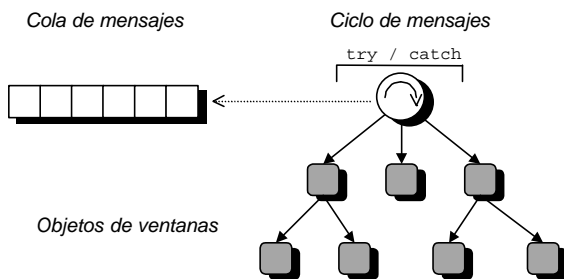 Cola de mensajes
Ciclo de mensajes
try / catch
Objetos de ventanas